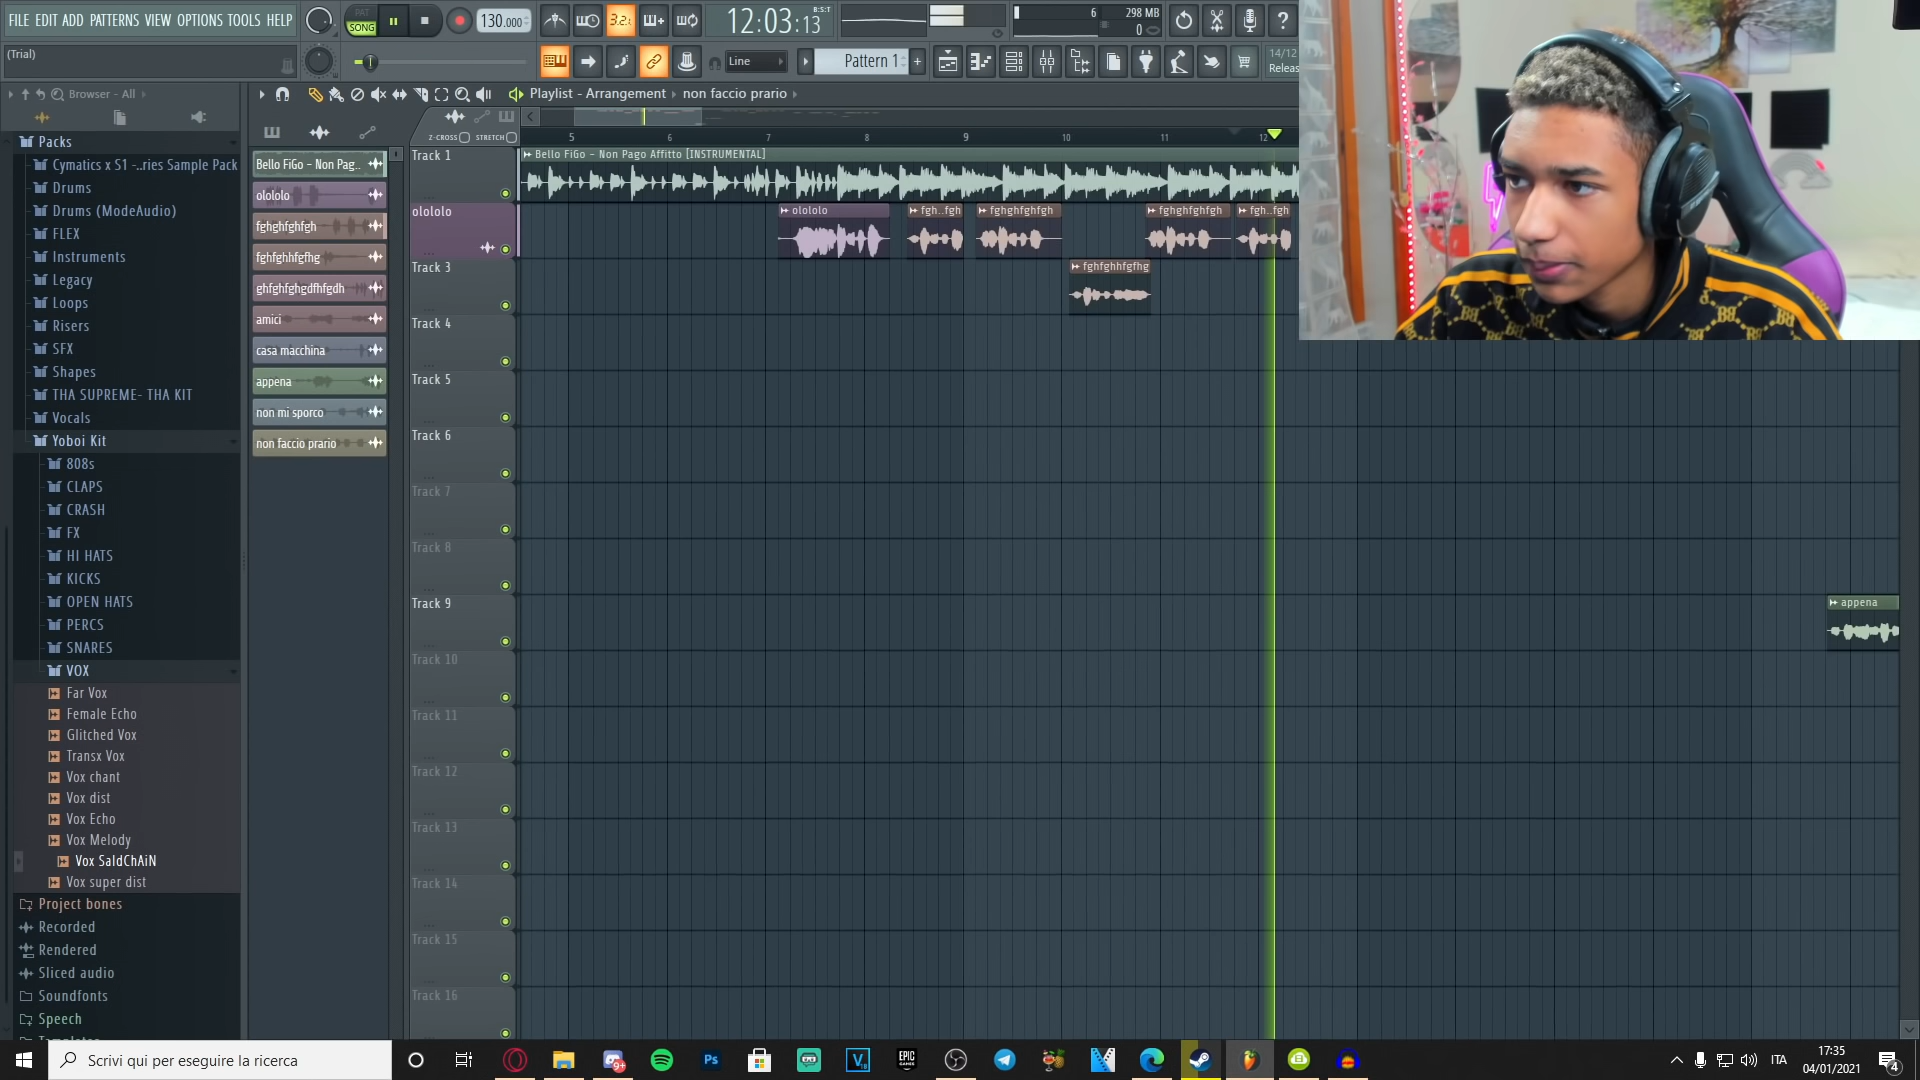 FILE EDIT ADD PATTERNS VIEW OPTIONS TOOLS HELP
PAT
SONG
130.000
3.2.
12:03:13
B:S:T
6
298 MB
0
(Trial)
Line
Pattern 1
14/12
Releas
Browser - All
Playlist - Arrangement
non faccio prario
Z-CROSS
STRETCH
5
6
7
8
9
10
11
12
Packs
Cymatics x S1 -..ries Sample Pack
Drums
Drums (ModeAudio)
FLEX
Instruments
Legacy
Loops
Risers
SFX
Shapes
THA SUPREME- THA KIT
Vocals
Yoboi Kit
808s
CLAPS
CRASH
FX
HI HATS
KICKS
OPEN HATS
PERCS
SNARES
VOX
Far Vox
Female Echo
Glitched Vox
Transx Vox
Vox chant
Vox dist
Vox Echo
Vox Melody
Vox SaldChAiN
Vox super dist
Project bones
Recorded
Rendered
Sliced audio
Soundfonts
Speech
Bello FiGo - Non Pag..
olololo
fghghfghfgh
fghfghhfgfhg
ghfghfghgdfhfgdh
amici
casa macchina
appena
non mi sporco
non faccio prario
Track 1
Bello FiGo - Non Pago Affitto [INSTRUMENTAL]
olololo
olololo
fgh..fgh
fghghfghfgh
fghghfghfgh
fgh..fgh
Track 3
fghfghhfgfhg
Track 4
Track 5
Track 6
Track 7
Track 8
Track 9
appena
Track 10
Track 11
Track 12
Track 13
Track 14
Track 15
Track 16
Scrivi qui per eseguire la ricerca
9+
Ps
EPIC
GAMES
ITA
17:35
04/01/2021
4